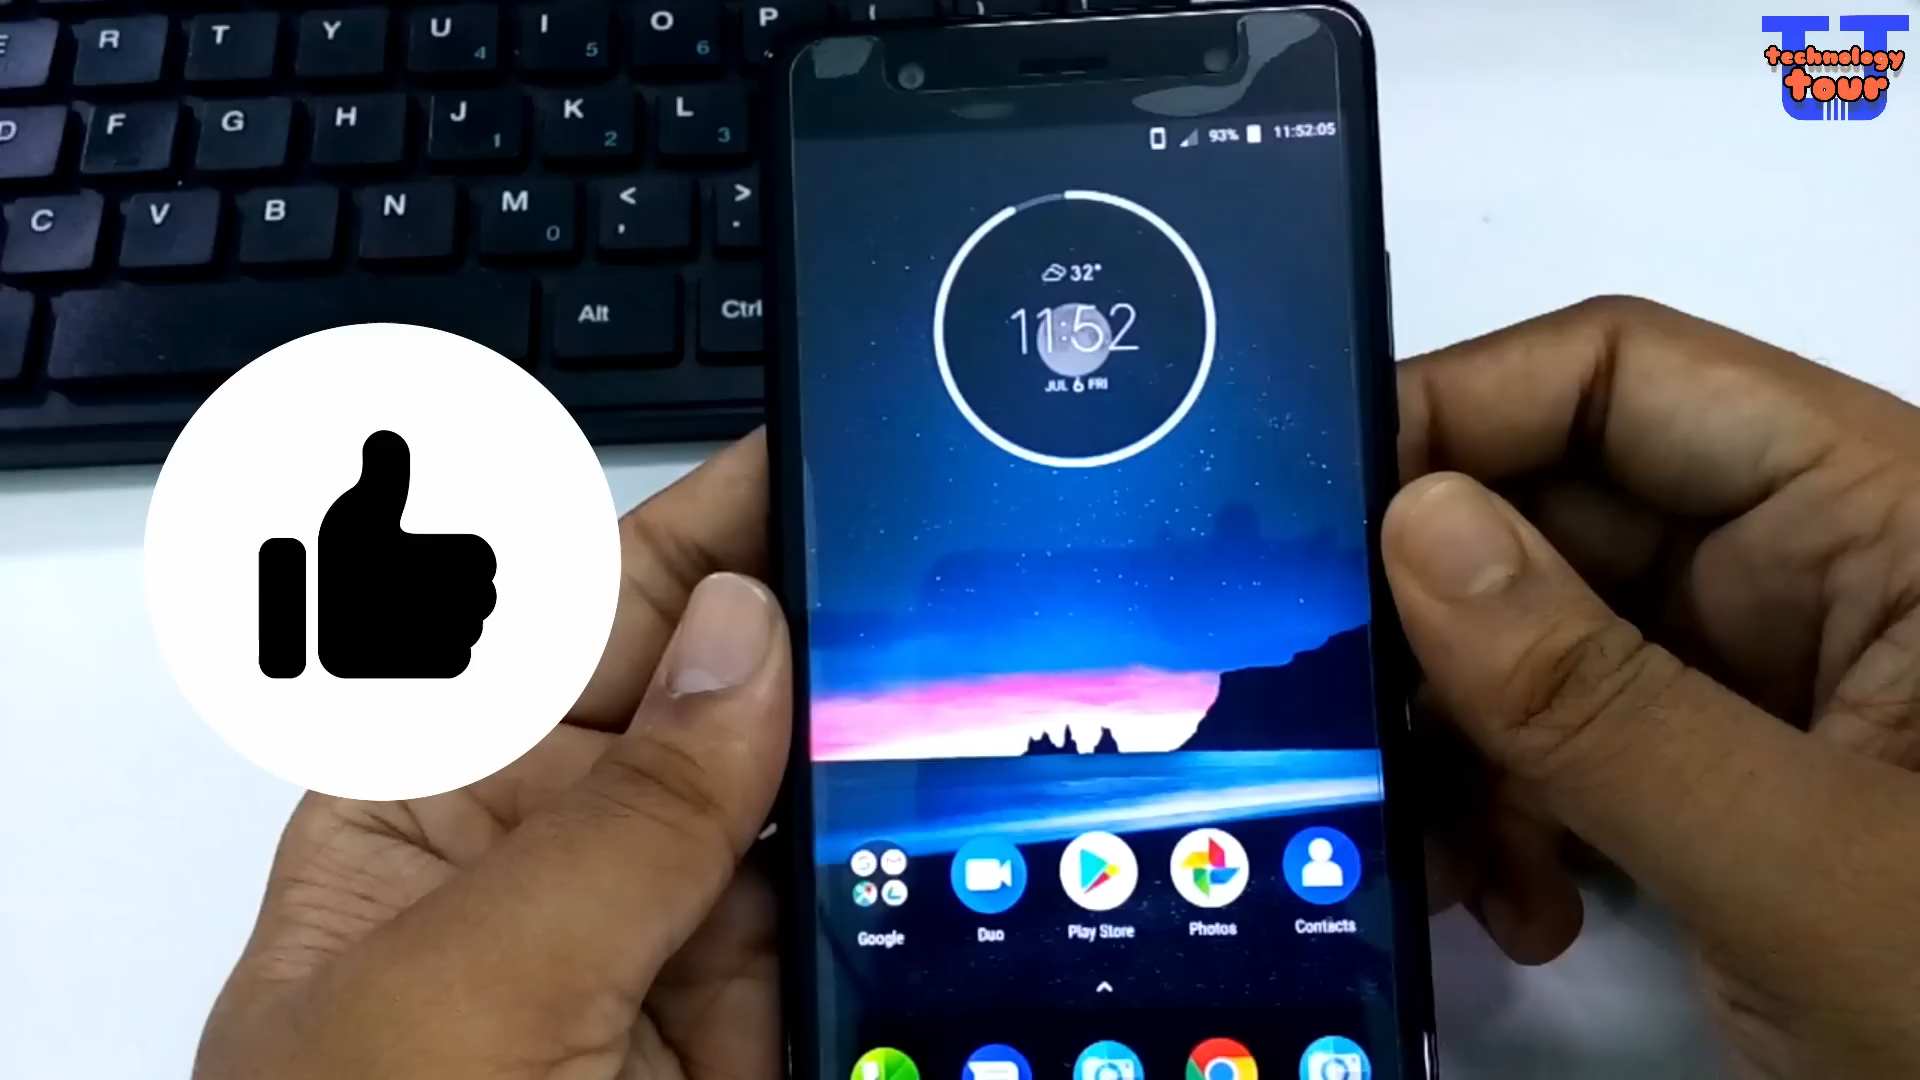 E R T Y U 4 I 5 O 6 P
D F G H J 1 K 2 L 3
C V B N M 0 < , > .
Alt Ctrl
technology
tour
93% 11:52:05
32°
11:52
JUL 6 FRI
Google Duo Play Store Photos Contacts